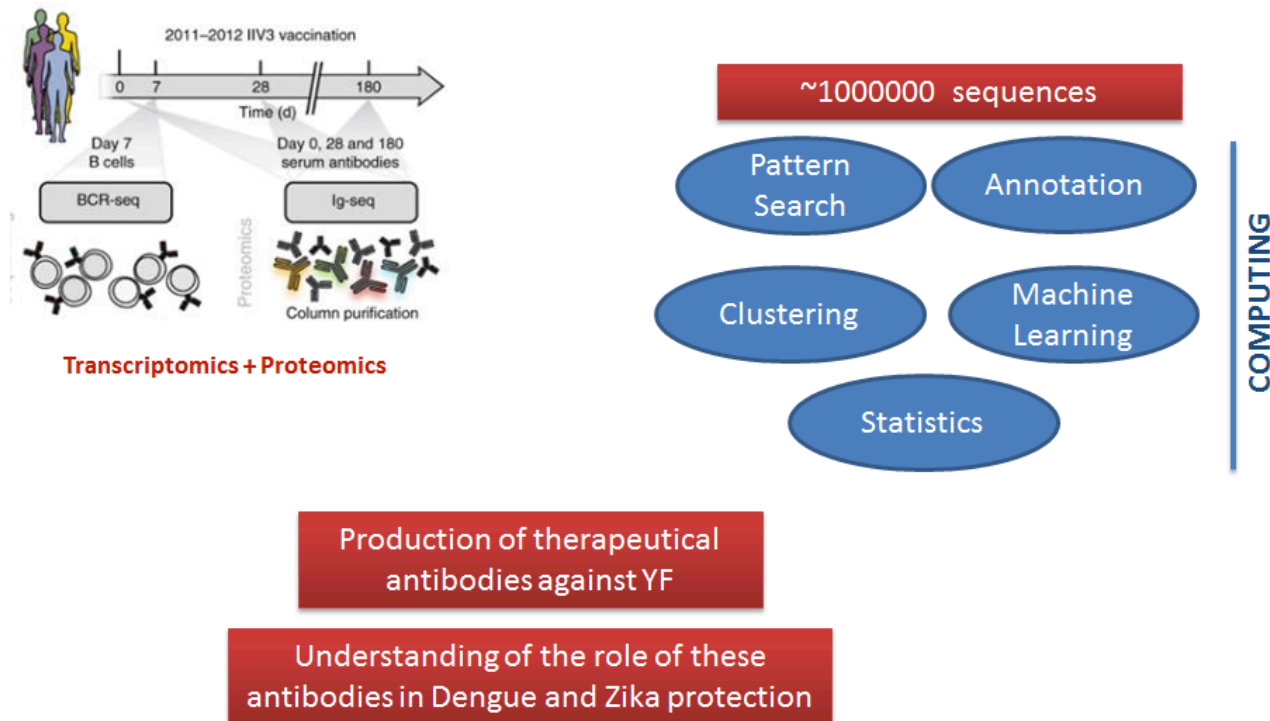 2011–2012 IIV3 vaccination
0 7 28 180
Time (d)
Day 7
B cells
Day 0, 28 and 180
serum antibodies
BCR-seq
Ig-seq
Proteomics
Column purification
Transcriptomics + Proteomics
~1000000 sequences
Pattern
Search
Annotation
Clustering
Machine
Learning
Statistics
COMPUTING
Production of therapeutical
antibodies against YF
Understanding of the role of these
antibodies in Dengue and Zika protection